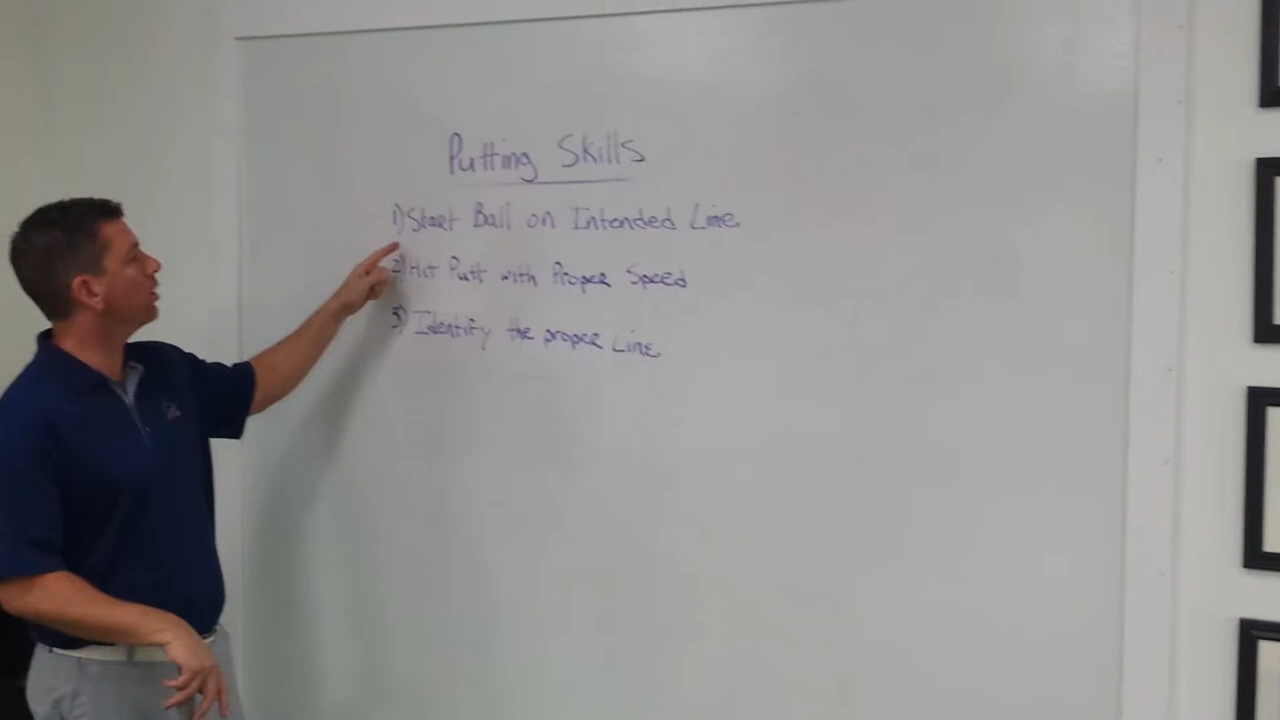 Putting Skills
1) Start Ball on Intended Line
2) Hit Putt with Proper Speed
3) Identify the proper Line